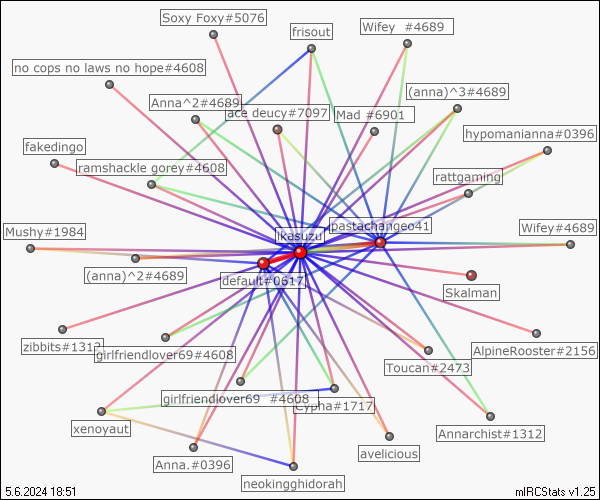 Soxy Foxy#5076
frisout
Wifey  #4689
no cops no laws no hope#4608
Anna^2#4689
(anna)^3#4689
ace deucy#7097
Mad #6901
hypomanianna#0396
fakedingo
ramshackle gorey#4608
rattgaming
Mushy#1984
ikasuzu
pastachangeo41
Wifey#4689
(anna)^2#4689
default#0617
Skalman
zibbits#1312
girlfriendlover69#4608
Toucan#2473
AlpineRooster#2156
girlfriendlover69  #4608
Cypha#1717
xenoyaut
Annarchist#1312
Anna.#0396
avelicious
neokingghidorah
5.6.2024 18:51
mIRCStats v1.25